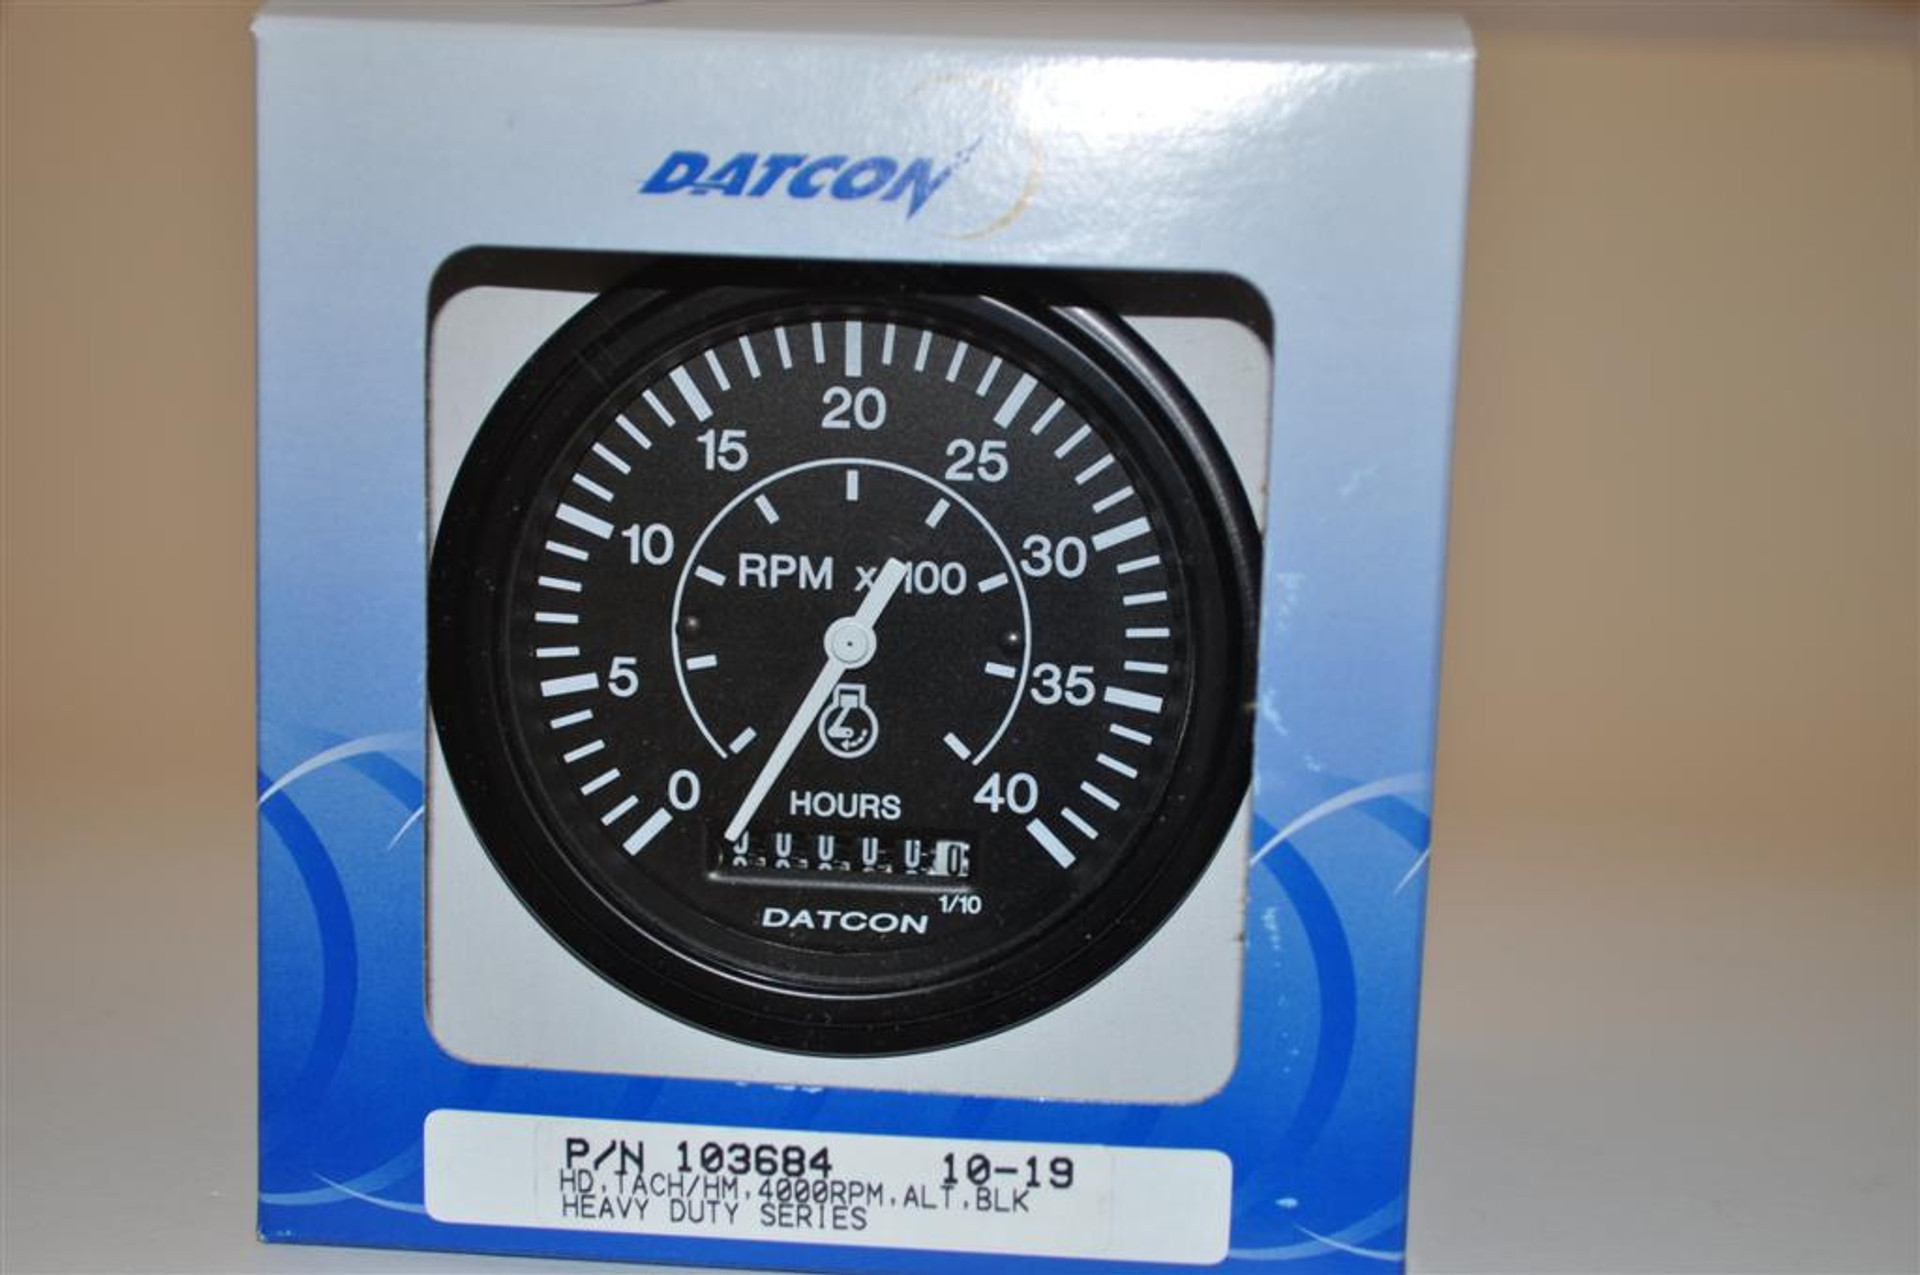 DATCON
20
15
25
10
30
RPM x 100
5
35
0
40
HOURS
1/10
DATCON
P/N 103684 10-19
HD,TACH/HM,4000RPM,ALT,BLK
HEAVY DUTY SERIES